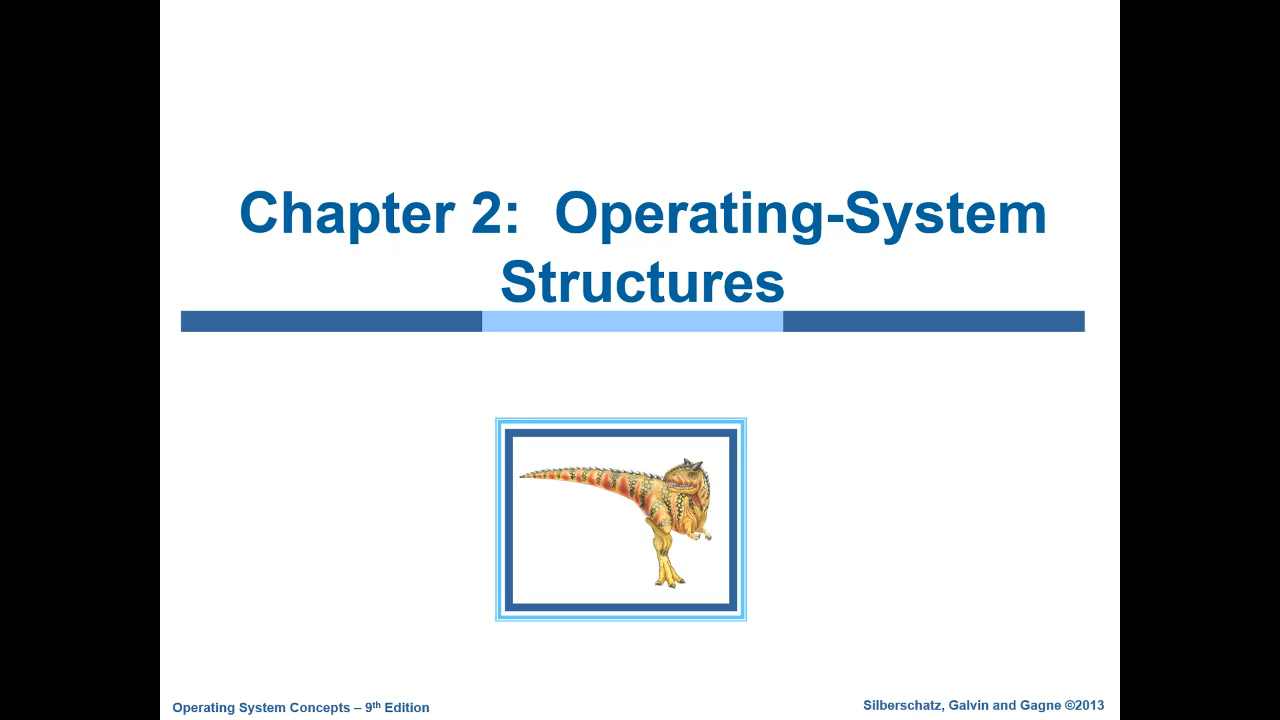 Chapter 2: Operating-System
Structures
Operating System Concepts – 9th Edition
Silberschatz, Galvin and Gagne ©2013